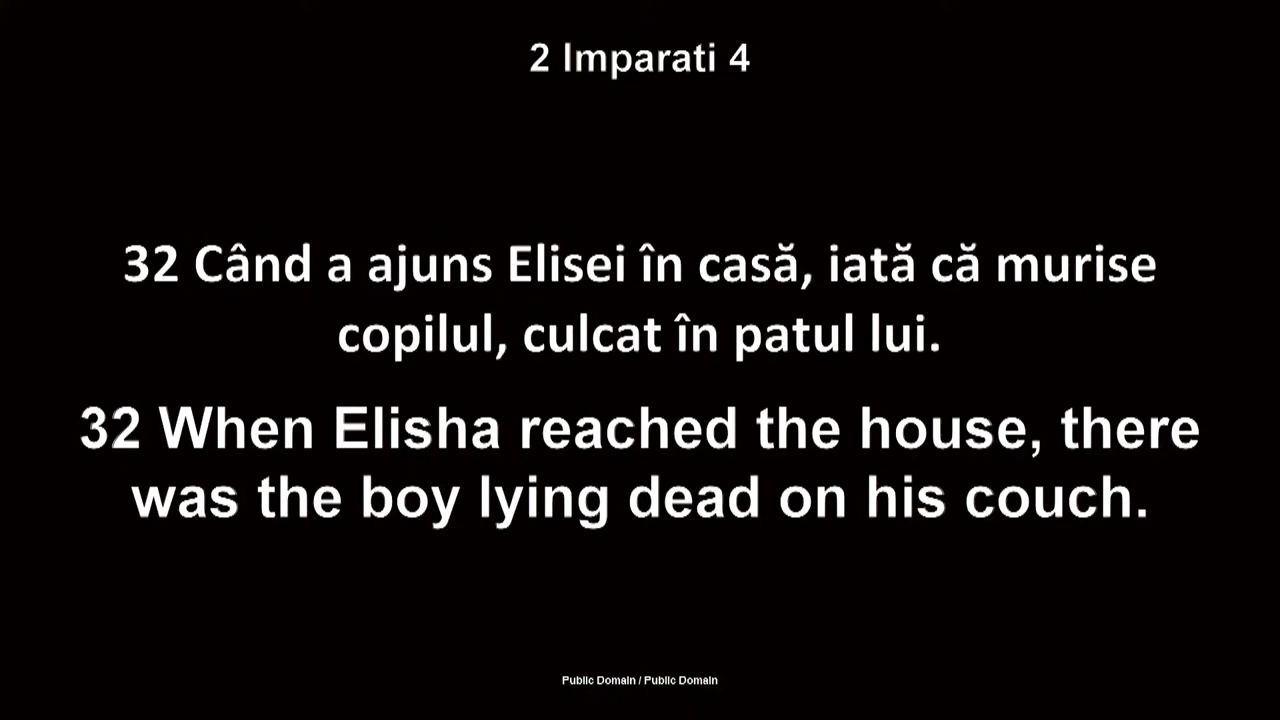 2 Imparati 4
32 Când a ajuns Elisei în casă, iată că murise
copilul, culcat în patul lui.
32 When Elisha reached the house, there
was the boy lying dead on his couch.
Public Domain / Public Domain